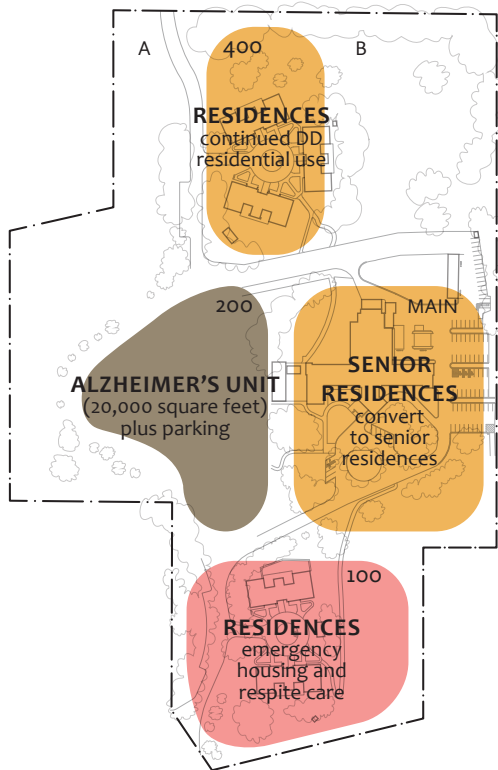 A
400
B
RESIDENCES
continued DD
residential use
200
MAIN
ALZHEIMER'S UNIT
(20,000 square feet)
plus parking
SENIOR
RESIDENCES
convert
to senior
residences
100
RESIDENCES
emergency
housing and
respite care